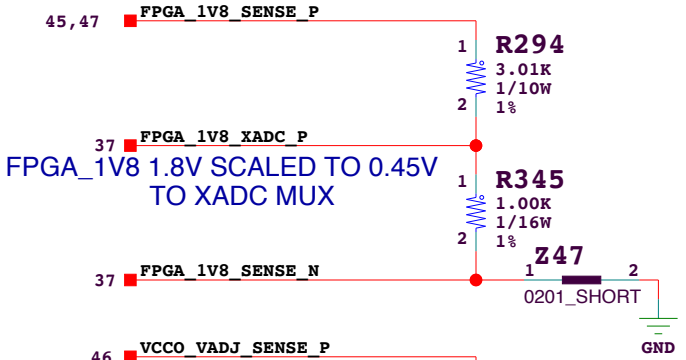 45,47 FPGA_1V8_SENSE_P
1 R294
3.01K
1/10W
2 1%
37 FPGA_1V8_XADC_P
FPGA_1V8 1.8V SCALED TO 0.45V
TO XADC MUX
1 R345
1.00K
1/16W
2 1%
37 FPGA_1V8_SENSE_N
Z47
1 2
0201_SHORT
GND
46 VCCO_VADJ_SENSE_P